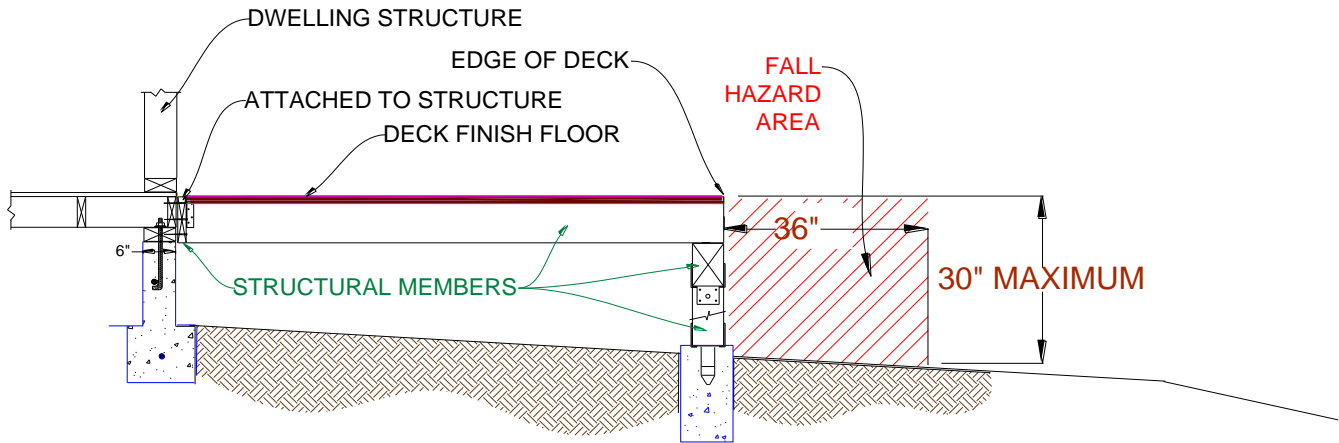 DWELLING STRUCTURE
EDGE OF DECK
FALL
HAZARD
AREA
ATTACHED TO STRUCTURE
DECK FINISH FLOOR
36"
6"
STRUCTURAL MEMBERS
30" MAXIMUM